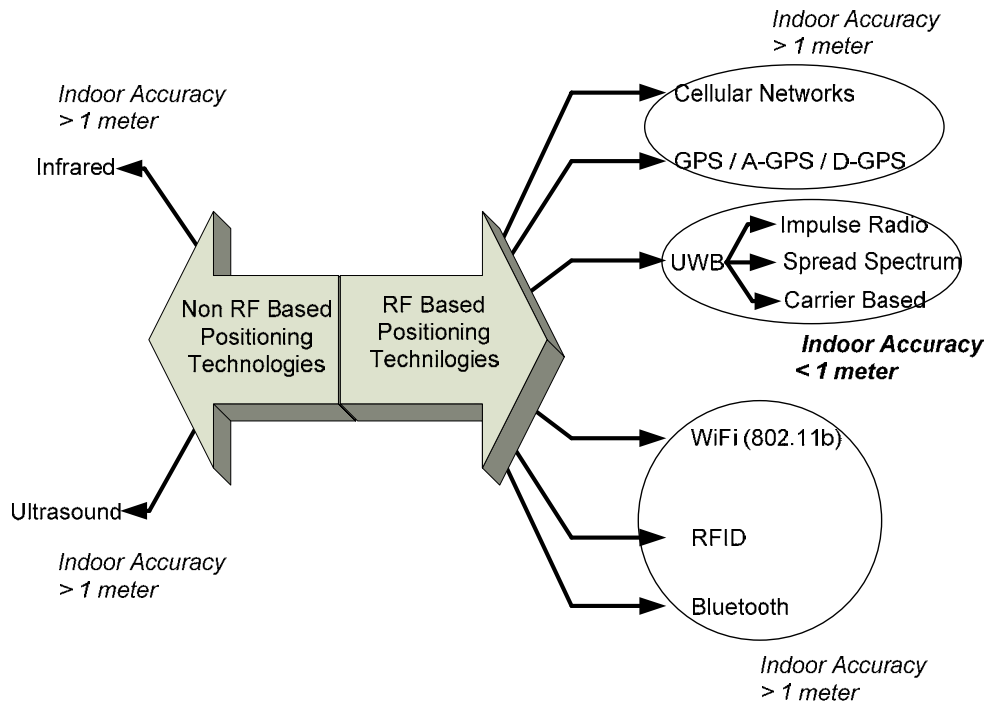 Indoor Accuracy
> 1 meter
Infrared
Non RF Based
Positioning
Technologies
Ultrasound
Indoor Accuracy
> 1 meter
RF Based
Positioning
Technilogies
Indoor Accuracy
> 1 meter
Cellular Networks
GPS / A-GPS / D-GPS
UWB
Impulse Radio
Spread Spectrum
Carrier Based
Indoor Accuracy
< 1 meter
WiFi (802.11b)
RFID
Bluetooth
Indoor Accuracy
> 1 meter